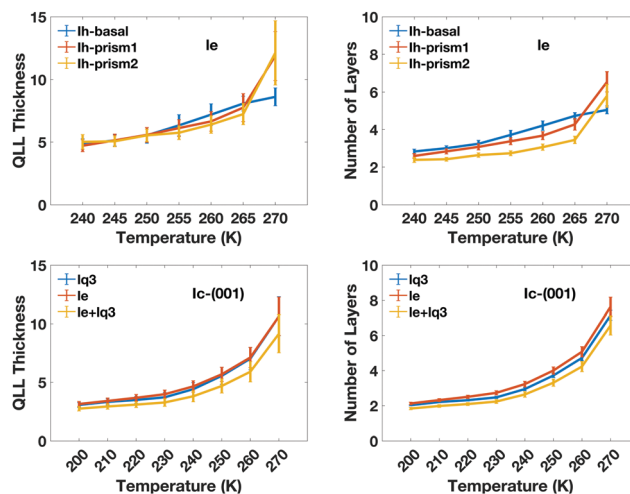 15
10
5
0
QLL Thickness
Ih-basal
Ih-prism1
Ih-prism2
Ie
240 245 250 255 260 265 270
Temperature (K)
10
8
6
4
2
0
Number of Layers
Ih-basal
Ih-prism1
Ih-prism2
Ie
240 245 250 255 260 265 270
Temperature (K)
15
10
5
0
QLL Thickness
Iq3
Ie
Ie+Iq3
Ic-(001)
200 210 220 230 240 250 260 270
Temperature (K)
10
8
6
4
2
0
Number of Layers
Iq3
Ie
Ie+Iq3
Ic-(001)
200 210 220 230 240 250 260 270
Temperature (K)